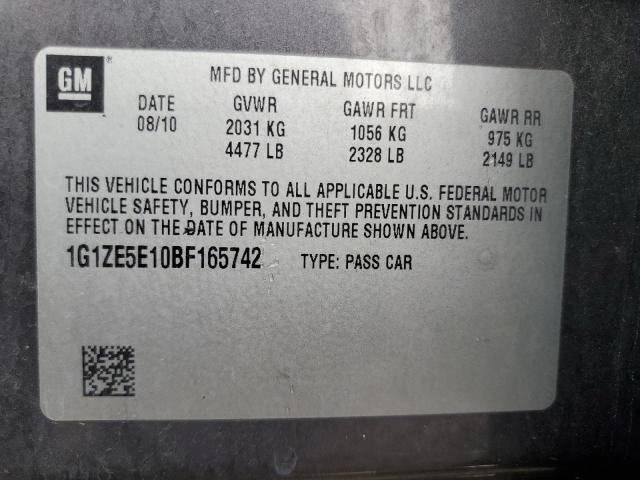 GM
MFD BY GENERAL MOTORS LLC
DATE GVWR GAWR FRT GAWR RR
08/10 2031 KG 1056 KG 975 KG
4477 LB 2328 LB 2149 LB
THIS VEHICLE CONFORMS TO ALL APPLICABLE U.S. FEDERAL MOTOR
VEHICLE SAFETY, BUMPER, AND THEFT PREVENTION STANDARDS IN
EFFECT ON THE DATE OF MANUFACTURE SHOWN ABOVE.
1G1ZE5E10BF165742 TYPE: PASS CAR